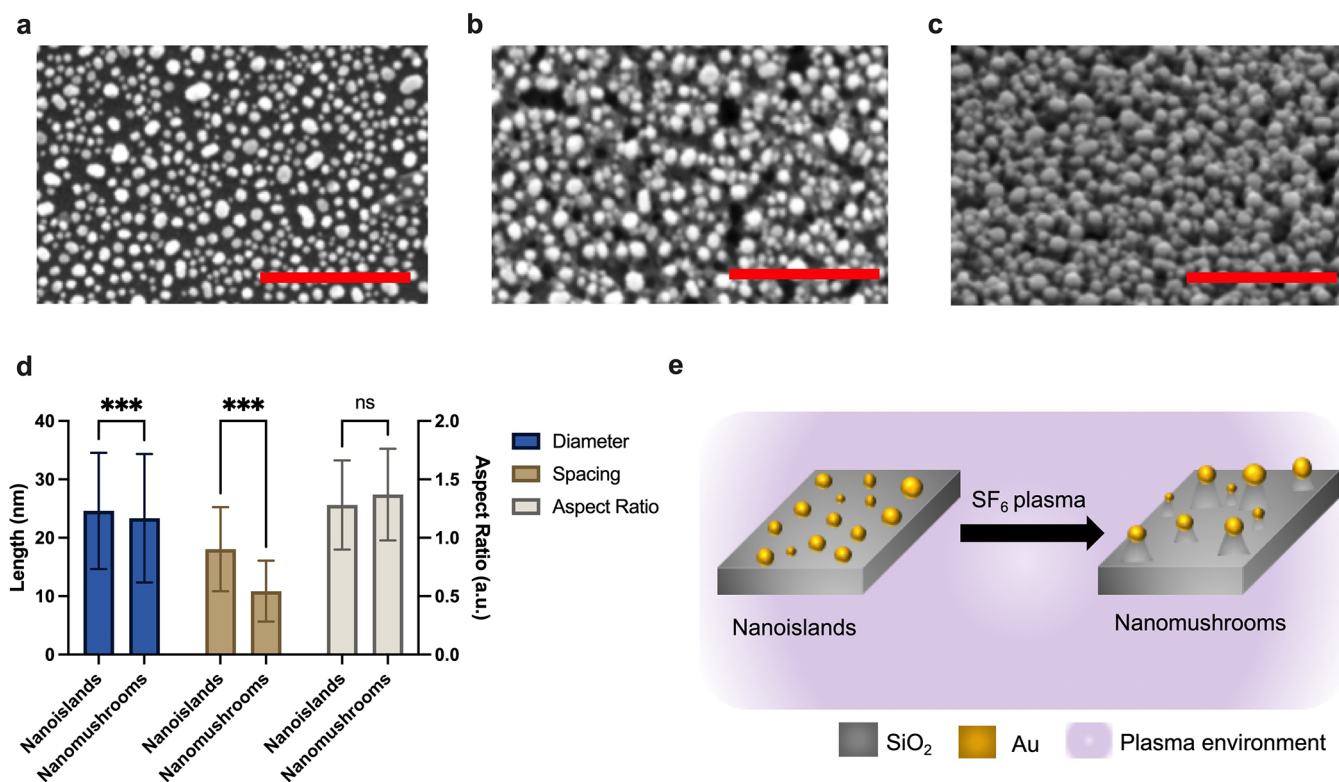 a
b
c
d
40
30
20
10
0
Length (nm)
***
***
ns
2.0
1.5
1.0
0.5
0.0
Aspect Ratio (a.u.)
Nanoislands
Nanomushrooms
Nanoislands
Nanomushrooms
Nanoislands
Nanomushrooms
Diameter
Spacing
Aspect Ratio
e
SF₆ plasma
Nanoislands
Nanomushrooms
SiO₂
Au
Plasma environment